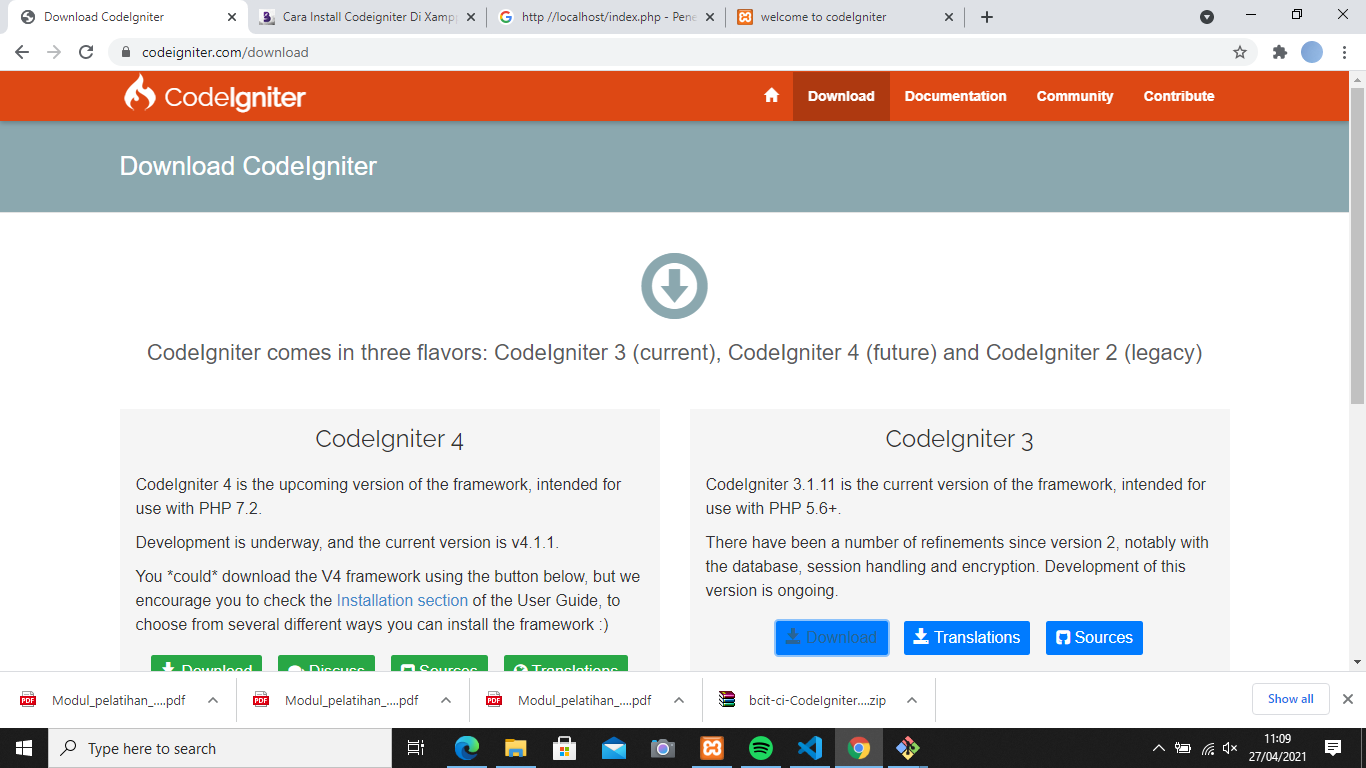 Download CodeIgniter
Cara Install Codeigniter Di Xamp
http://localhost/index.php - Pene
welcome to codeIgniter
codeigniter.com/download
CodeIgniter
Download
Documentation
Community
Contribute
Download CodeIgniter
CodeIgniter comes in three flavors: CodeIgniter 3 (current), CodeIgniter 4 (future) and CodeIgniter 2 (legacy)
CodeIgniter 4
CodeIgniter 4 is the upcoming version of the framework, intended for
use with PHP 7.2.
Development is underway, and the current version is v4.1.1.
You *could* download the V4 framework using the button below, but we
encourage you to check the Installation section of the User Guide, to
choose from several different ways you can install the framework :)
Download
Discuss
Sources
Translations
CodeIgniter 3
CodeIgniter 3.1.11 is the current version of the framework, intended for
use with PHP 5.6+.
There have been a number of refinements since version 2, notably with
the database, session handling and encryption. Development of this
version is ongoing.
Download
Translations
Sources
Modul_pelatihan_....pdf
Modul_pelatihan_....pdf
Modul_pelatihan_....pdf
bcit-ci-CodeIgniter....zip
Show all
Type here to search
11:09
27/04/2021